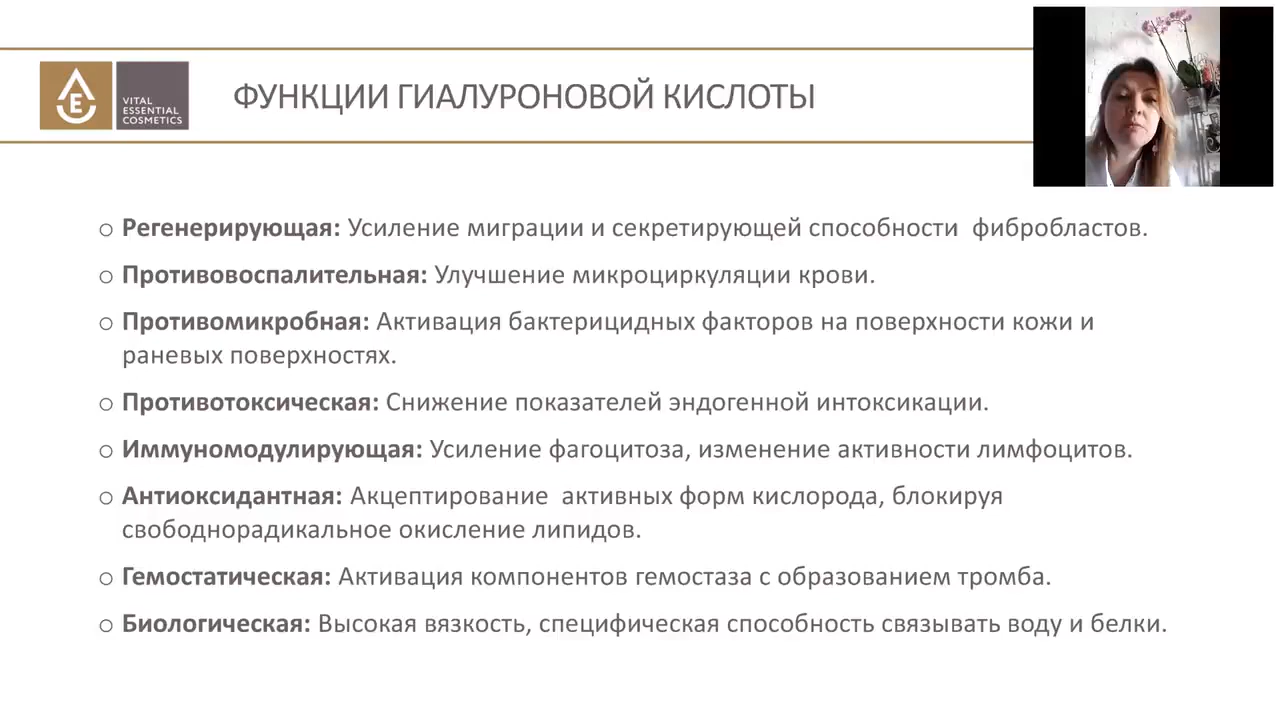 VITAL
ESSENTIAL
COSMETICS
E
ФУНКЦИИ ГИАЛУРОНОВОЙ КИСЛОТЫ
Регенерирующая: Усиление миграции и секретирующей способности фибробластов.
Противовоспалительная: Улучшение микроциркуляции крови.
Противомикробная: Активация бактерицидных факторов на поверхности кожи и
раневых поверхностях.
Противотоксическая: Снижение показателей эндогенной интоксикации.
Иммуномодулирующая: Усиление фагоцитоза, изменение активности лимфоцитов.
Антиоксидантная: Акцептирование активных форм кислорода, блокируя
свободнорадикальное окисление липидов.
Гемостатическая: Активация компонентов гемостаза с образованием тромба.
Биологическая: Высокая вязкость, специфическая способность связывать воду и белки.